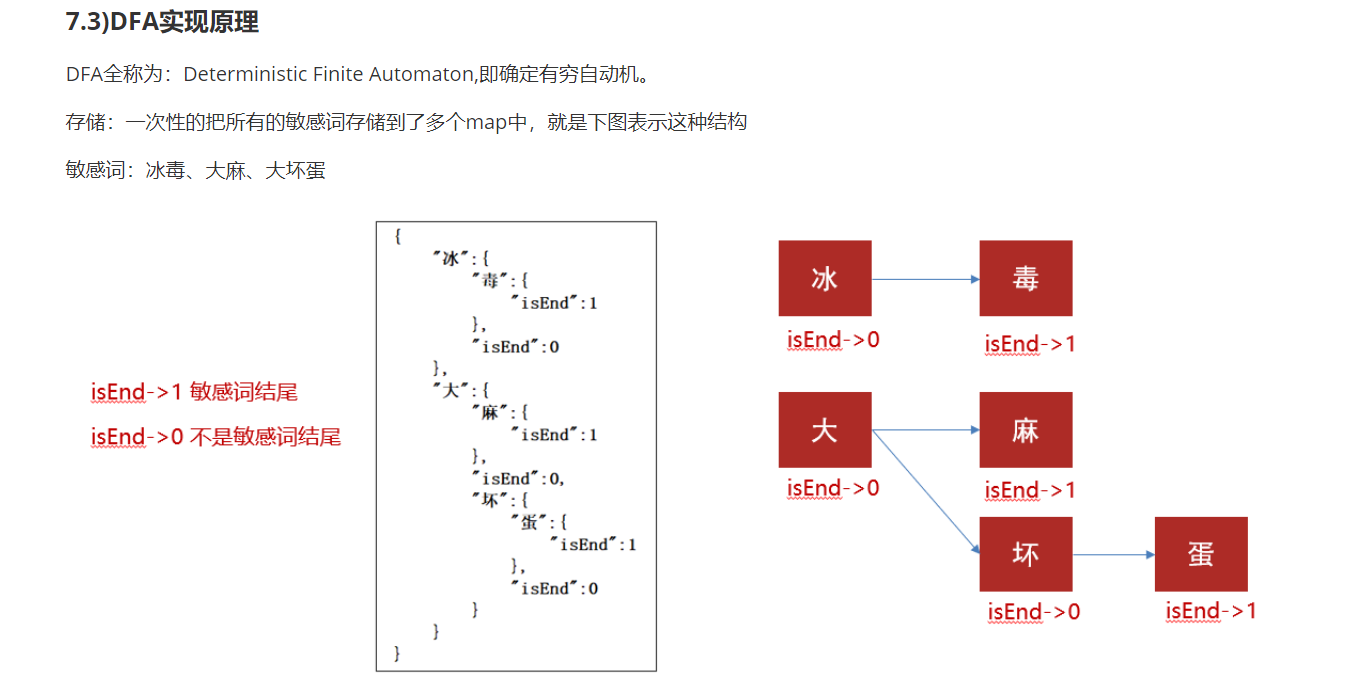 7.3)DFA实现原理
DFA全称为：Deterministic Finite Automaton,即确定有穷自动机。
存储：一次性的把所有的敏感词存储到了多个map中，就是下图表示这种结构
敏感词：冰毒、大麻、大坏蛋
isEnd->1 敏感词结尾
isEnd->0 不是敏感词结尾
{
"冰":{
"毒":{
"isEnd":1
},
"isEnd":0
},
"大":{
"麻":{
"isEnd":1
},
"isEnd":0,
"坏":{
"蛋":{
"isEnd":1
},
"isEnd":0
}
}
}
冰
毒
isEnd->0
isEnd->1
大
麻
isEnd->0
isEnd->1
坏
蛋
isEnd->0
isEnd->1